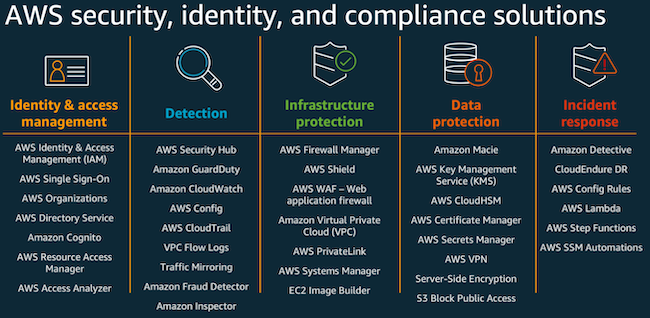 AWS security, identity, and compliance solutions
Identity & access
management
AWS Identity & Access
Management (IAM)
AWS Single Sign-On
AWS Organizations
AWS Directory Service
Amazon Cognito
AWS Resource Access
Manager
AWS Access Analyzer
Detection
AWS Security Hub
Amazon GuardDuty
Amazon CloudWatch
AWS Config
AWS CloudTrail
VPC Flow Logs
Traffic Mirroring
Amazon Fraud Detector
Amazon Inspector
Infrastructure
protection
AWS Firewall Manager
AWS Shield
AWS WAF – Web
application firewall
Amazon Virtual Private
Cloud (VPC)
AWS PrivateLink
AWS Systems Manager
EC2 Image Builder
Data
protection
Amazon Macie
AWS Key Management
Service (KMS)
AWS CloudHSM
AWS Certificate Manager
AWS Secrets Manager
AWS VPN
Server-Side Encryption
S3 Block Public Access
Incident
response
Amazon Detective
CloudEndure DR
AWS Config Rules
AWS Lambda
AWS Step Functions
AWS SSM Automations